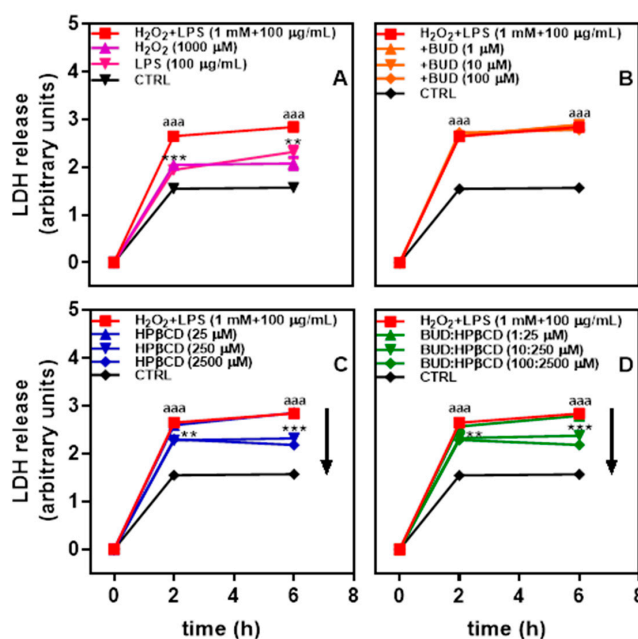 H₂O₂+LPS (1 mM+100 µg/mL)
H₂O₂ (1000 µM)
LPS (100 µg/mL)
CTRL
A
aaa
aaa
***
**
5
4
3
2
1
0
LDH release
(arbitrary units)
H₂O₂+LPS (1 mM+100 µg/mL)
+BUD (1 µM)
+BUD (10 µM)
+BUD (100 µM)
CTRL
B
aaa
aaa
H₂O₂+LPS (1 mM+100 µg/mL)
HPβCD (25 µM)
HPβCD (250 µM)
HPβCD (2500 µM)
CTRL
C
aaa
aaa
**
***
5
4
3
2
1
0
LDH release
(arbitrary units)
0 2 4 6 8
time (h)
H₂O₂+LPS (1 mM+100 µg/mL)
BUD:HPβCD (1:25 µM)
BUD:HPβCD (10:250 µM)
BUD:HPβCD (100:2500 µM)
CTRL
D
aaa
aaa
**
***
0 2 4 6 8
time (h)